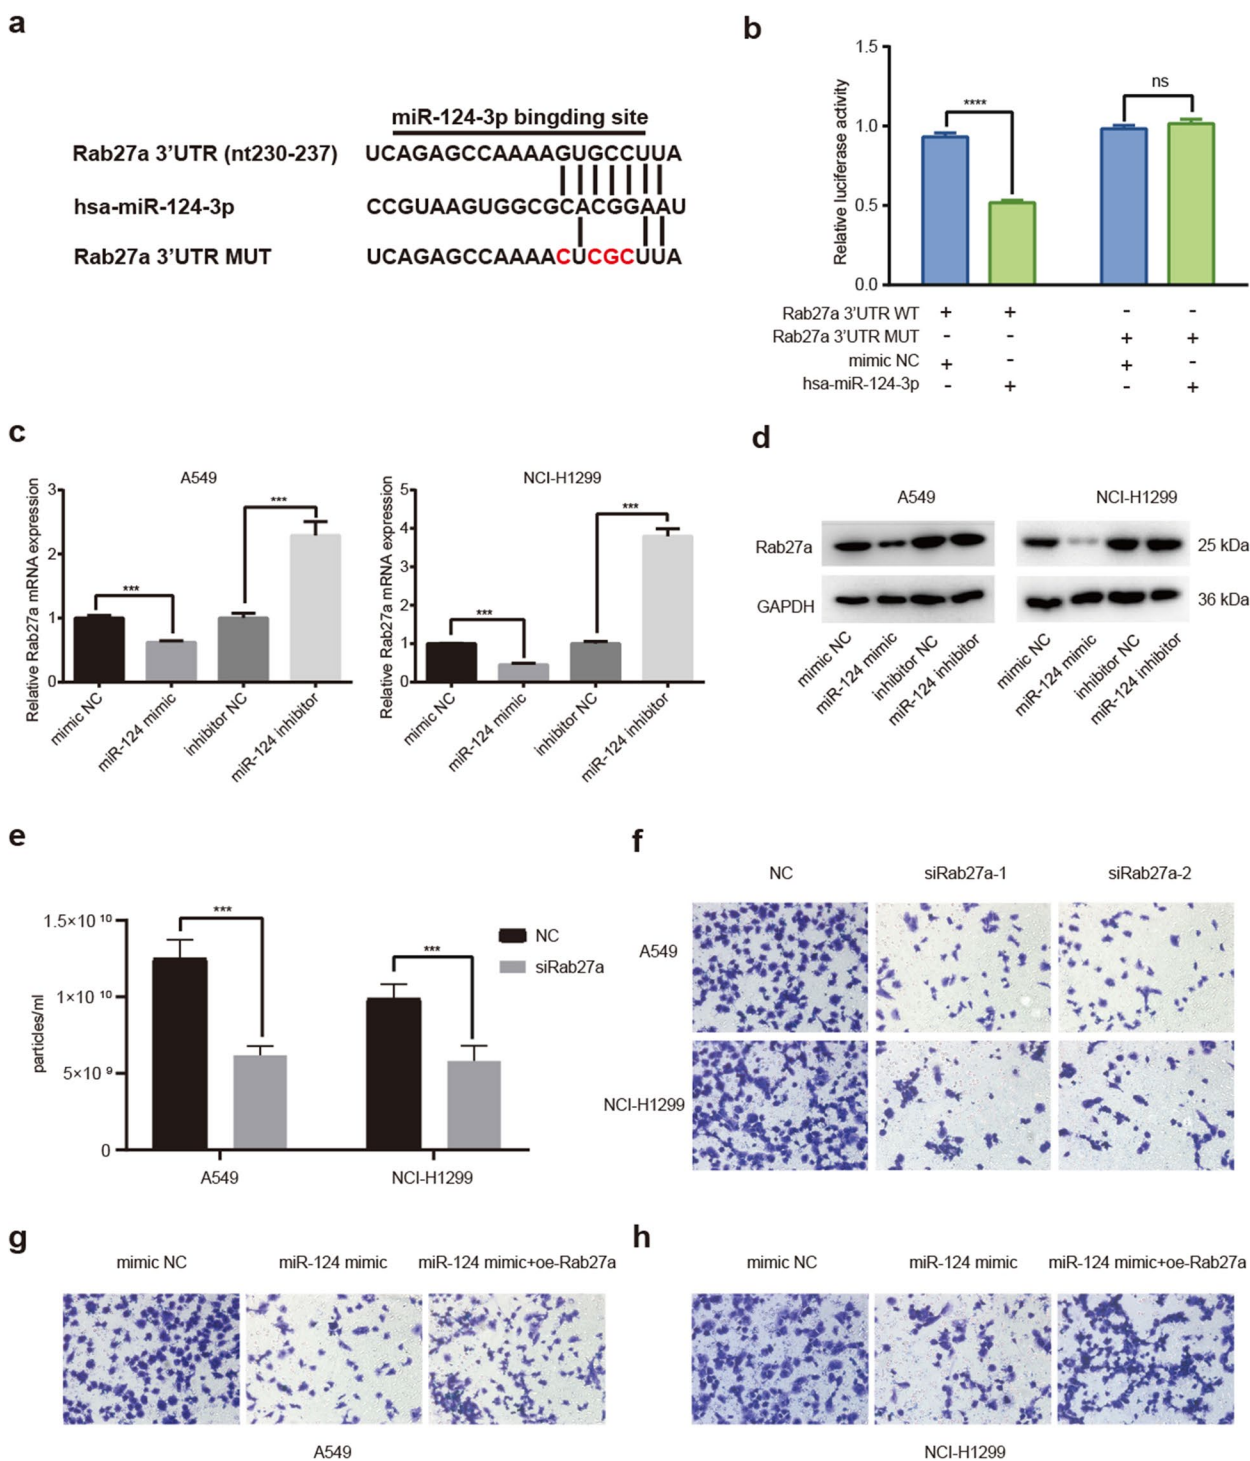 a
miR-124-3p bingding site
Rab27a 3'UTR (nt230-237) UCAGAGCCAAAAGUGCCUUA
hsa-miR-124-3p CCGUAAGUGGCGCACGGAAU
Rab27a 3'UTR MUT UCAGAGCCAAAACUCGCUUA
b
Relative luciferase activity
1.5
1.0
0.5
0.0
****
ns
Rab27a 3'UTR WT + + - -
Rab27a 3'UTR MUT - - + +
mimic NC + - + -
hsa-miR-124-3p - + - +
c
A549
Relative Rab27a mRNA expression
3
2
1
0
***
***
mimic NC
miR-124 mimic
inhibitor NC
miR-124 inhibitor
NCI-H1299
Relative Rab27a mRNA expression
5
4
3
2
1
0
***
***
mimic NC
miR-124 mimic
inhibitor NC
miR-124 inhibitor
d
A549 NCI-H1299
Rab27a 25 kDa
GAPDH 36 kDa
mimic NC
miR-124 mimic
inhibitor NC
miR-124 inhibitor
mimic NC
miR-124 mimic
inhibitor NC
miR-124 inhibitor
e
particles/ml
1.5×10 10
1×10 10
5×10 9
0
***
***
NC
siRab27a
A549 NCI-H1299
f
NC siRab27a-1 siRab27a-2
A549
NCI-H1299
g
mimic NC miR-124 mimic miR-124 mimic+oe-Rab27a
A549
h
mimic NC miR-124 mimic miR-124 mimic+oe-Rab27a
NCI-H1299